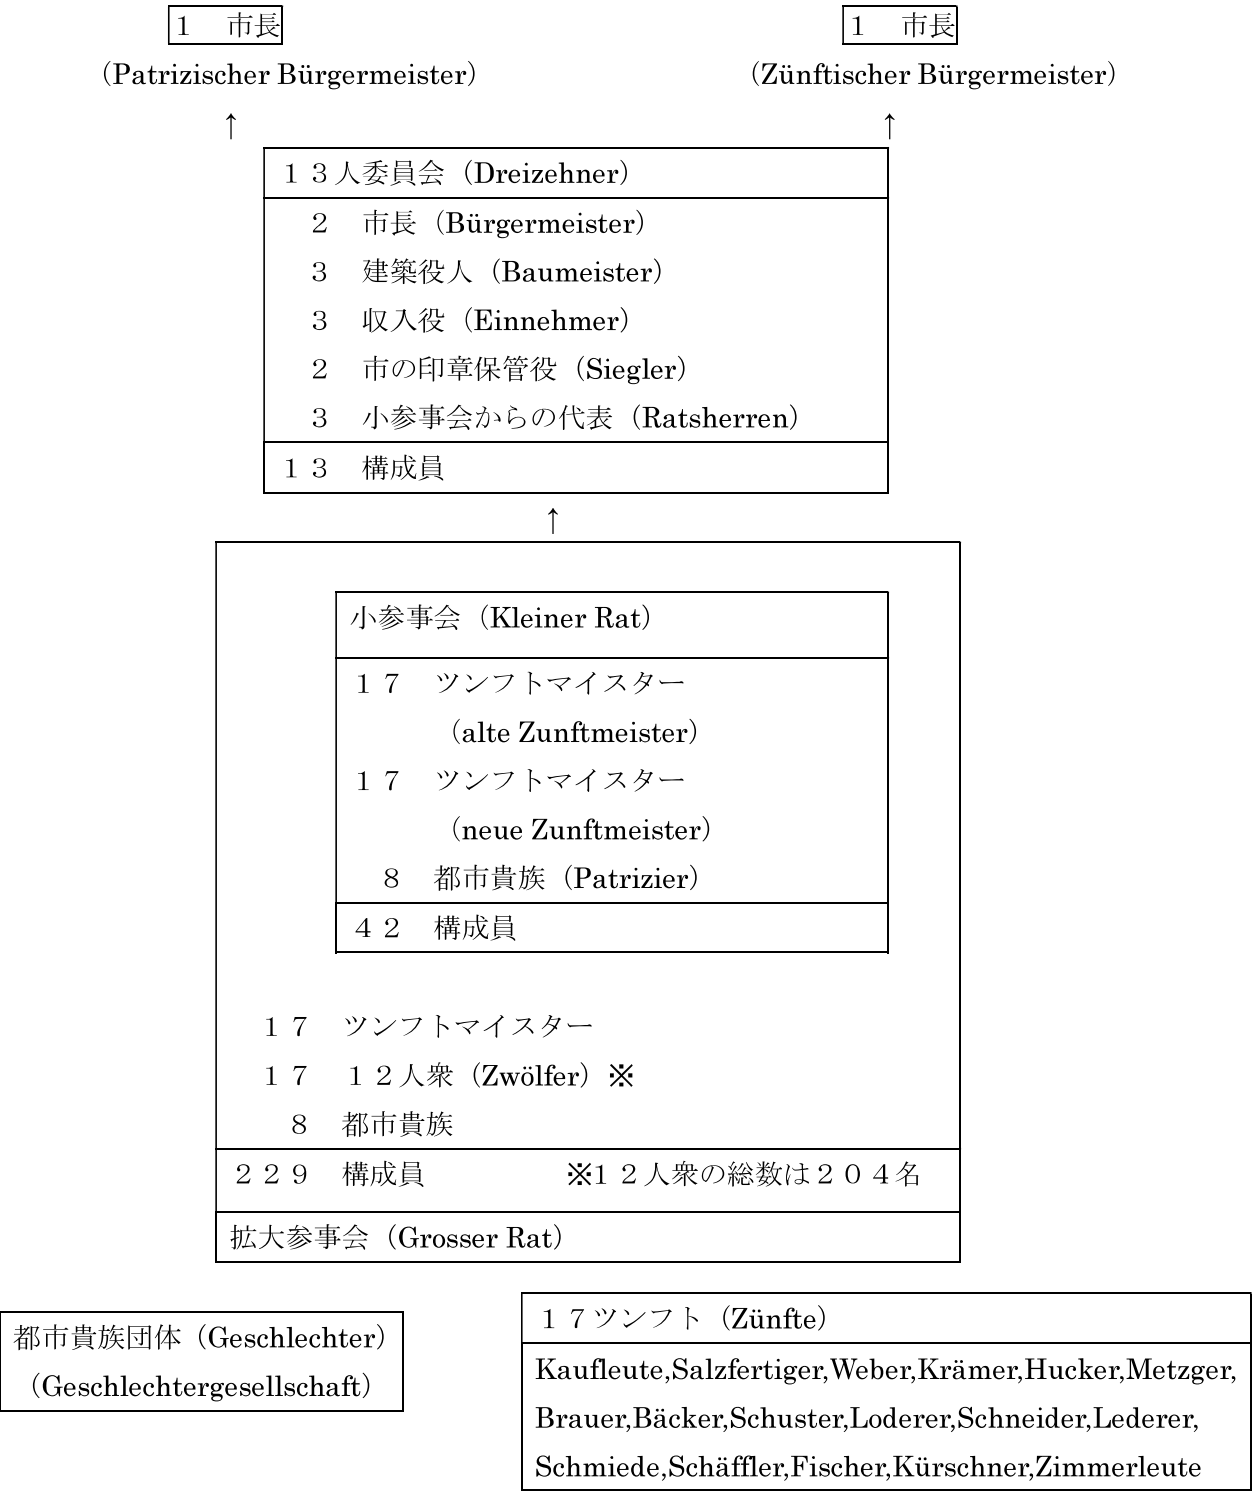 １　市長
１　市長
（Patrizischer Bürgermeister）
（Zünftischer Bürgermeister）
↑
↑
１３人委員会（Dreizehner）
２　市長（Bürgermeister）
３　建築役人（Baumeister）
３　収入役（Einnehmer）
２　市の印章保管役（Siegler）
３　小参事会からの代表（Ratsherren）
１３　構成員
↑
小参事会（Kleiner Rat）
１７　ツンフトマイスター
（alte Zunftmeister）
１７　ツンフトマイスター
（neue Zunftmeister）
８　都市貴族（Patrizier）
４２　構成員
１７　ツンフトマイスター
１７　１２人衆（Zwölfer）※
８　都市貴族
２２９　構成員　　　　　※１２人衆の総数は２０４名
拡大参事会（Grosser Rat）
都市貴族団体（Geschlechter）
（Geschlechtergesellschaft）
１７ツンフト（Zünfte）
Kaufleute,Salzfertiger,Weber,Krämer,Hucker,Metzger,
Brauer,Bäcker,Schuster,Loderer,Schneider,Lederer,
Schmiede,Schäffler,Fischer,Kürschner,Zimmerleute